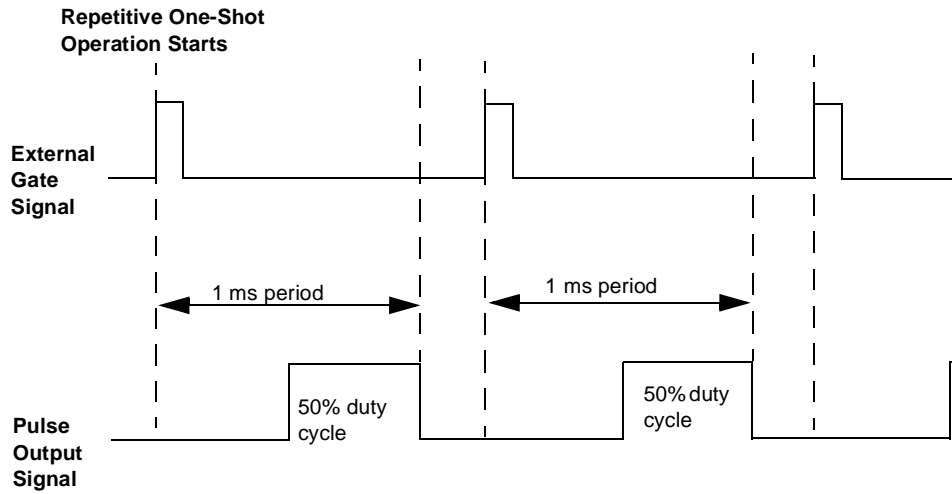 Repetitive One-Shot
Operation Starts
External
Gate
Signal
1 ms period
1 ms period
50% duty
cycle
50% duty
cycle
Pulse
Output
Signal